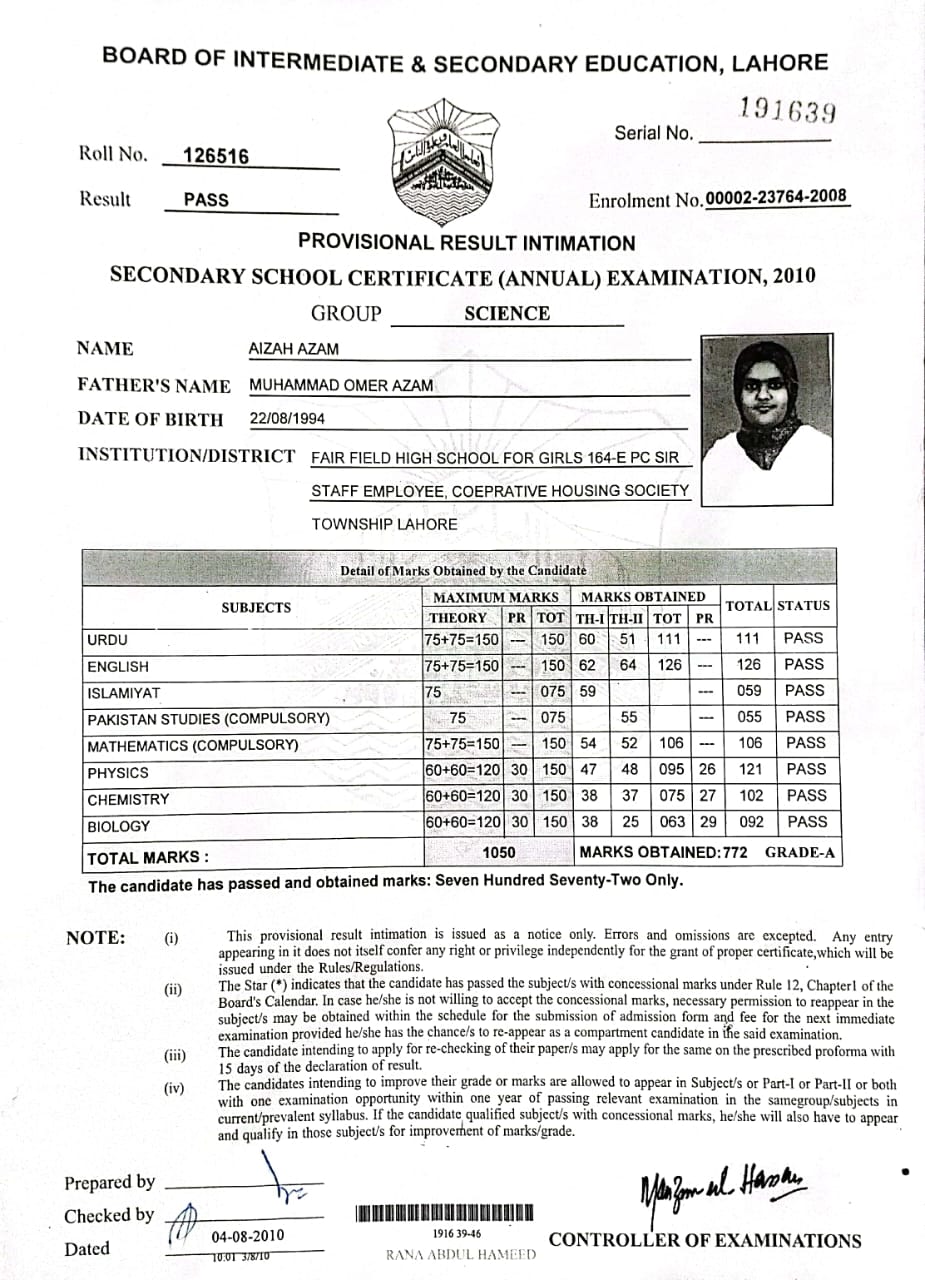 BOARD OF INTERMEDIATE & SECONDARY EDUCATION, LAHORE
191639
Serial No.
Roll No. 126516
Result PASS
Enrolment No. 00002-23764-2008
PROVISIONAL RESULT INTIMATION
SECONDARY SCHOOL CERTIFICATE (ANNUAL) EXAMINATION, 2010
GROUP SCIENCE
NAME AIZAH AZAM
FATHER'S NAME MUHAMMAD OMER AZAM
DATE OF BIRTH 22/08/1994
INSTITUTION/DISTRICT FAIR FIELD HIGH SCHOOL FOR GIRLS 164-E PC SIR
STAFF EMPLOYEE, COEPRATIVE HOUSING SOCIETY
TOWNSHIP LAHORE
Detail of Marks Obtained by the Candidate
SUBJECTS MAXIMUM MARKS MARKS OBTAINED TOTAL STATUS
THEORY PR TOT TH-I TH-II TOT PR
URDU 75+75=150 --- 150 60 51 111 --- 111 PASS
ENGLISH 75+75=150 --- 150 62 64 126 --- 126 PASS
ISLAMIYAT 75 --- 075 59 --- 059 PASS
PAKISTAN STUDIES (COMPULSORY) 75 --- 075 55 --- 055 PASS
MATHEMATICS (COMPULSORY) 75+75=150 --- 150 54 52 106 --- 106 PASS
PHYSICS 60+60=120 30 150 47 48 095 26 121 PASS
CHEMISTRY 60+60=120 30 150 38 37 075 27 102 PASS
BIOLOGY 60+60=120 30 150 38 25 063 29 092 PASS
TOTAL MARKS : 1050 MARKS OBTAINED:772 GRADE-A
The candidate has passed and obtained marks: Seven Hundred Seventy-Two Only.
NOTE: (i) This provisional result intimation is issued as a notice only. Errors and omissions are excepted. Any entry
appearing in it does not itself confer any right or privilege independently for the grant of proper certificate,which will be
issued under the Rules/Regulations.
(ii) The Star (*) indicates that the candidate has passed the subject/s with concessional marks under Rule 12, Chapter1 of the
Board's Calendar. In case he/she is not willing to accept the concessional marks, necessary permission to reappear in the
subject/s may be obtained within the schedule for the submission of admission form and fee for the next immediate
examination provided he/she has the chance/s to re-appear as a compartment candidate in the said examination.
(iii) The candidate intending to apply for re-checking of their paper/s may apply for the same on the prescribed proforma with
15 days of the declaration of result.
(iv) The candidates intending to improve their grade or marks are allowed to appear in Subject/s or Part-I or Part-II or both
with one examination opportunity within one year of passing relevant examination in the samegroup/subjects in
current/prevalent syllabus. If the candidate qualified subject/s with concessional marks, he/she will also have to appear
and qualify in those subject/s for improvement of marks/grade.
Prepared by
Checked by
Dated 04-08-2010
10:01 3/8/10
1916 39-46
RANA ABDUL HAMEED
CONTROLLER OF EXAMINATIONS